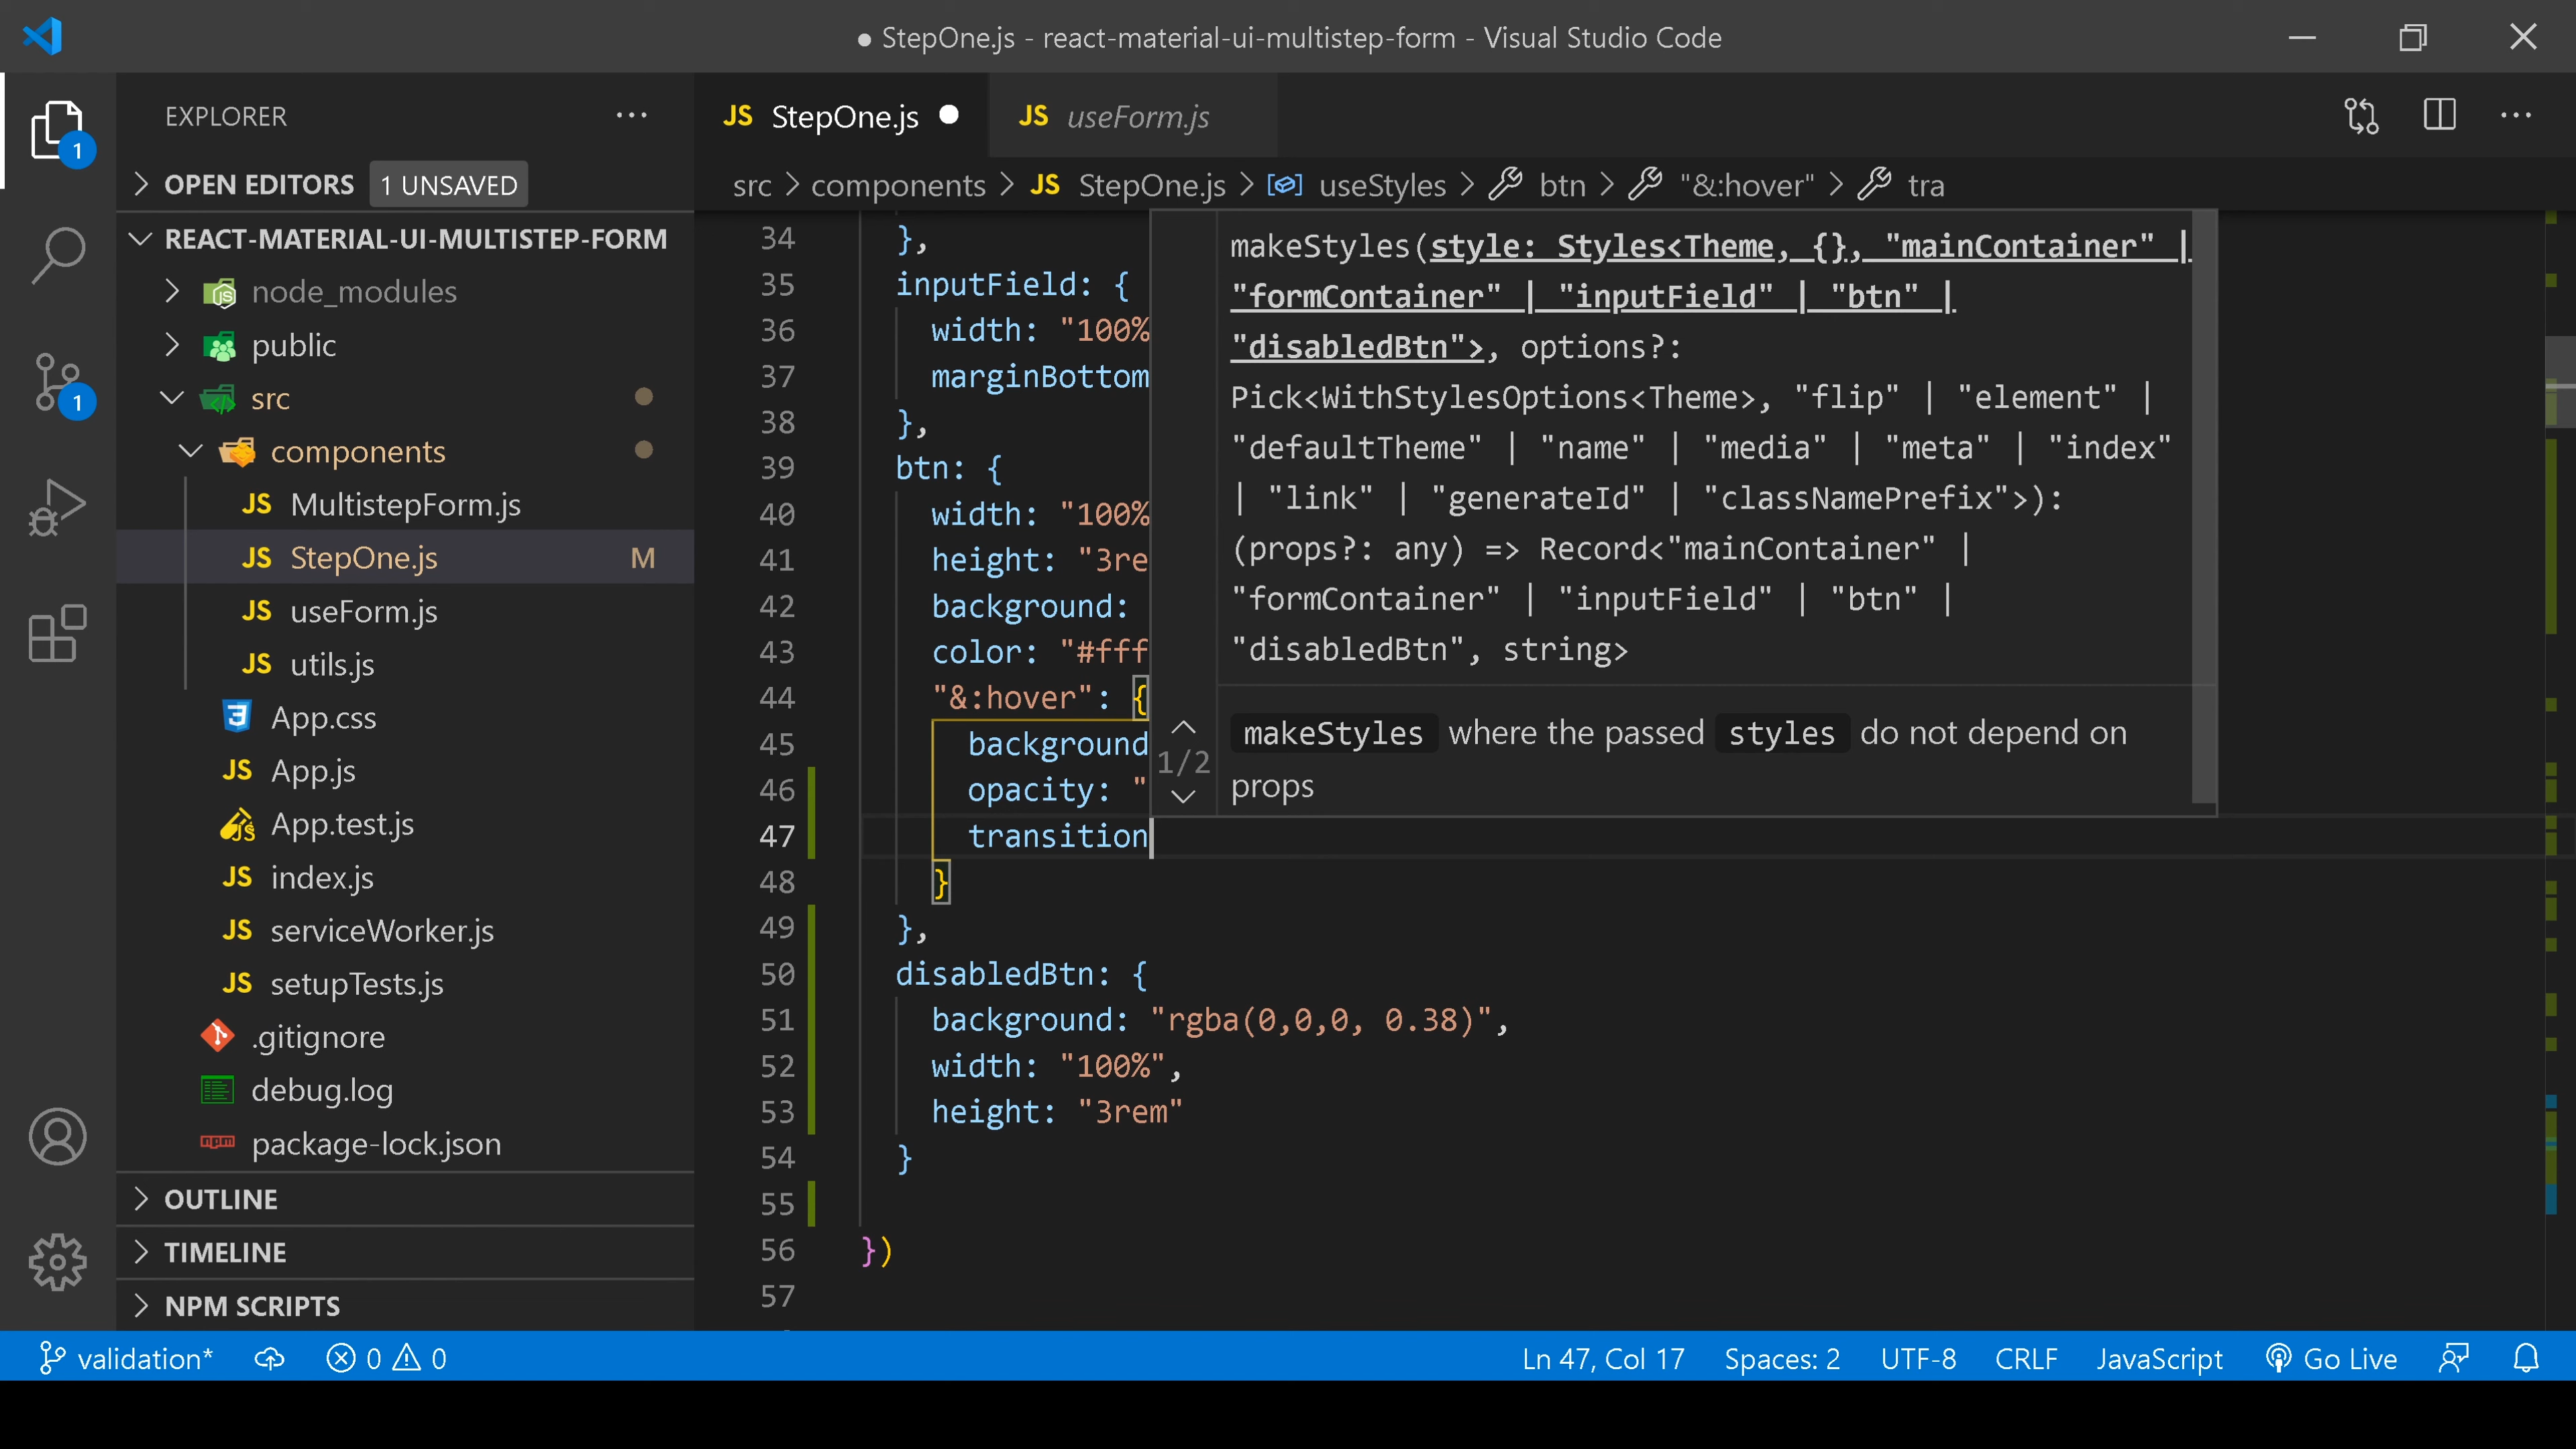 ● StepOne.js - react-material-ui-multistep-form - Visual Studio Code
EXPLORER
1
OPEN EDITORS 1 UNSAVED
REACT-MATERIAL-UI-MULTISTEP-FORM
node_modules
public
src
1
components
JS MultistepForm.js
JS StepOne.js M
JS useForm.js
JS utils.js
App.css
JS App.js
App.test.js
JS index.js
JS serviceWorker.js
JS setupTests.js
.gitignore
debug.log
package-lock.json
OUTLINE
TIMELINE
NPM SCRIPTS
JS StepOne.js
JS useForm.js
src > components > JS StepOne.js > useStyles > btn > "&:hover" > tra
34 },
35 inputField: {
36 width: "100%
37 marginBottom
38 },
39 btn: {
40 width: "100%
41 height: "3re
42 background:
43 color: "#fff
44 "&:hover": {
45 background
46 opacity: "
47 transition
48 }
49 },
50 disabledBtn: {
51 background: "rgba(0,0,0, 0.38)",
52 width: "100%",
53 height: "3rem"
54 }
55
56 })
57
makeStyles(style: Styles<Theme, {}, "mainContainer" |
"formContainer" | "inputField" | "btn" |
"disabledBtn">, options?:
Pick<WithStylesOptions<Theme>, "flip" | "element" |
"defaultTheme" | "name" | "media" | "meta" | "index"
| "link" | "generateId" | "classNamePrefix">):
(props?: any) => Record<"mainContainer" |
"formContainer" | "inputField" | "btn" |
"disabledBtn", string>
1/2
makeStyles where the passed styles do not depend on
props
validation* 0 0 Ln 47, Col 17 Spaces: 2 UTF-8 CRLF JavaScript Go Live